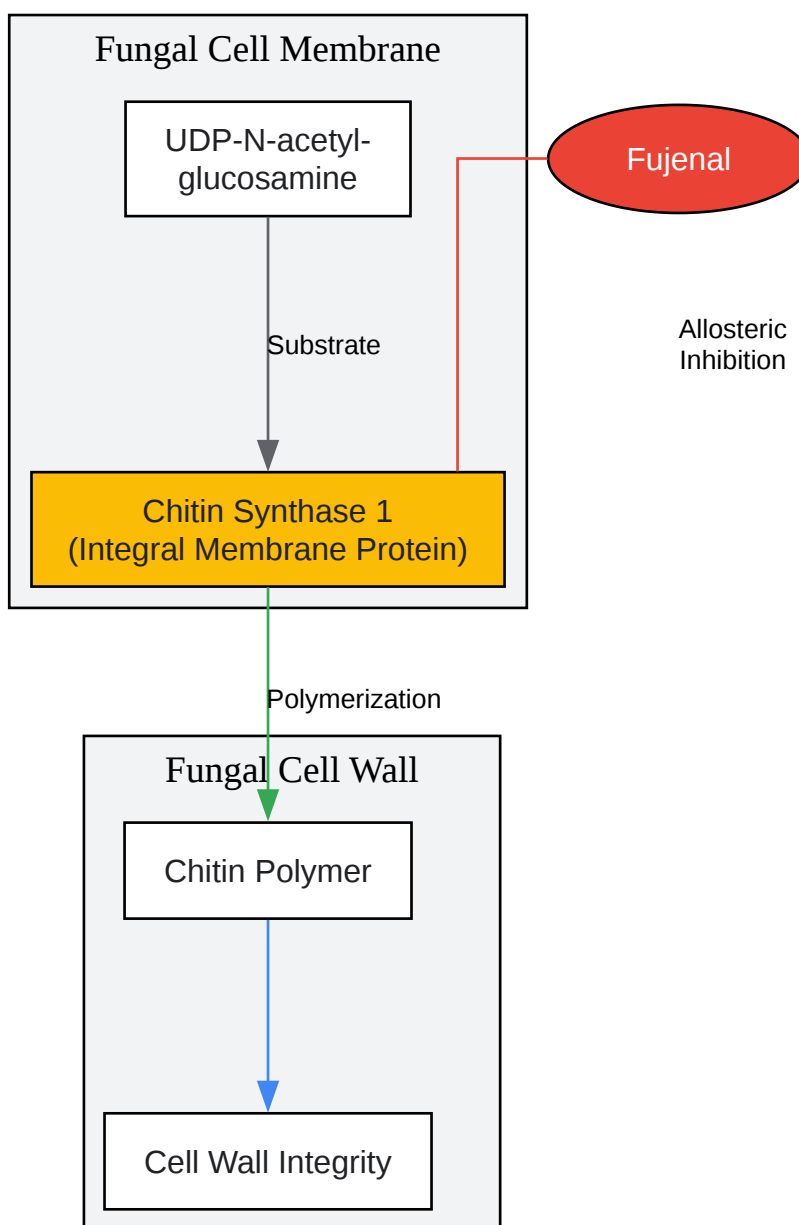 Fungal Cell Membrane
UDP-N-acetyl-
glucosamine
Fujenal
Substrate
Allosteric
Inhibition
Chitin Synthase 1
(Integral Membrane Protein)
Polymerization
Fungal Cell Wall
Chitin Polymer
Cell Wall Integrity